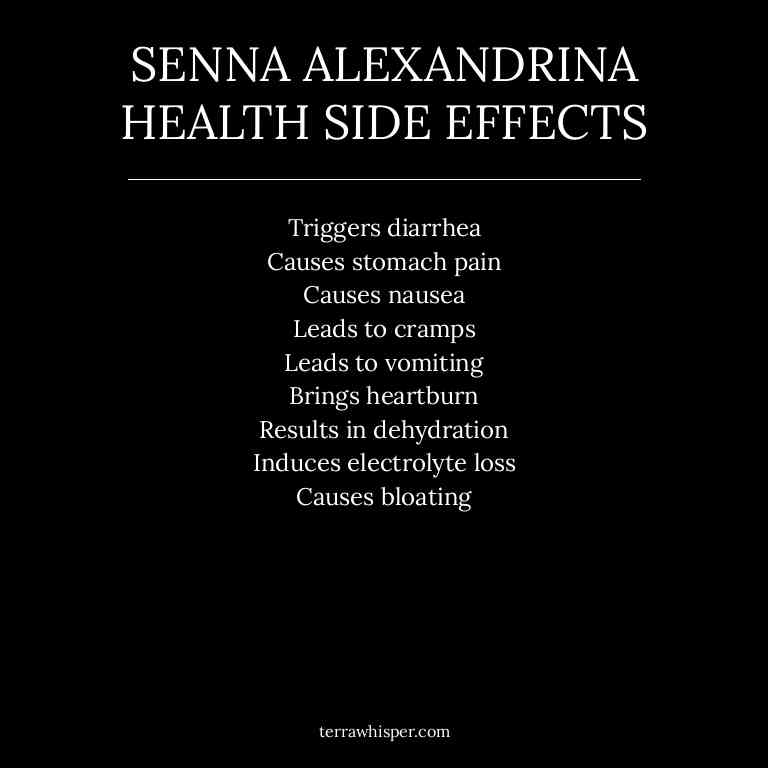 SENNA ALEXANDRINA
HEALTH SIDE EFFECTS
Triggers diarrhea
Causes stomach pain
Causes nausea
Leads to cramps
Leads to vomiting
Brings heartburn
Results in dehydration
Induces electrolyte loss
Causes bloating
terrawhisper.com